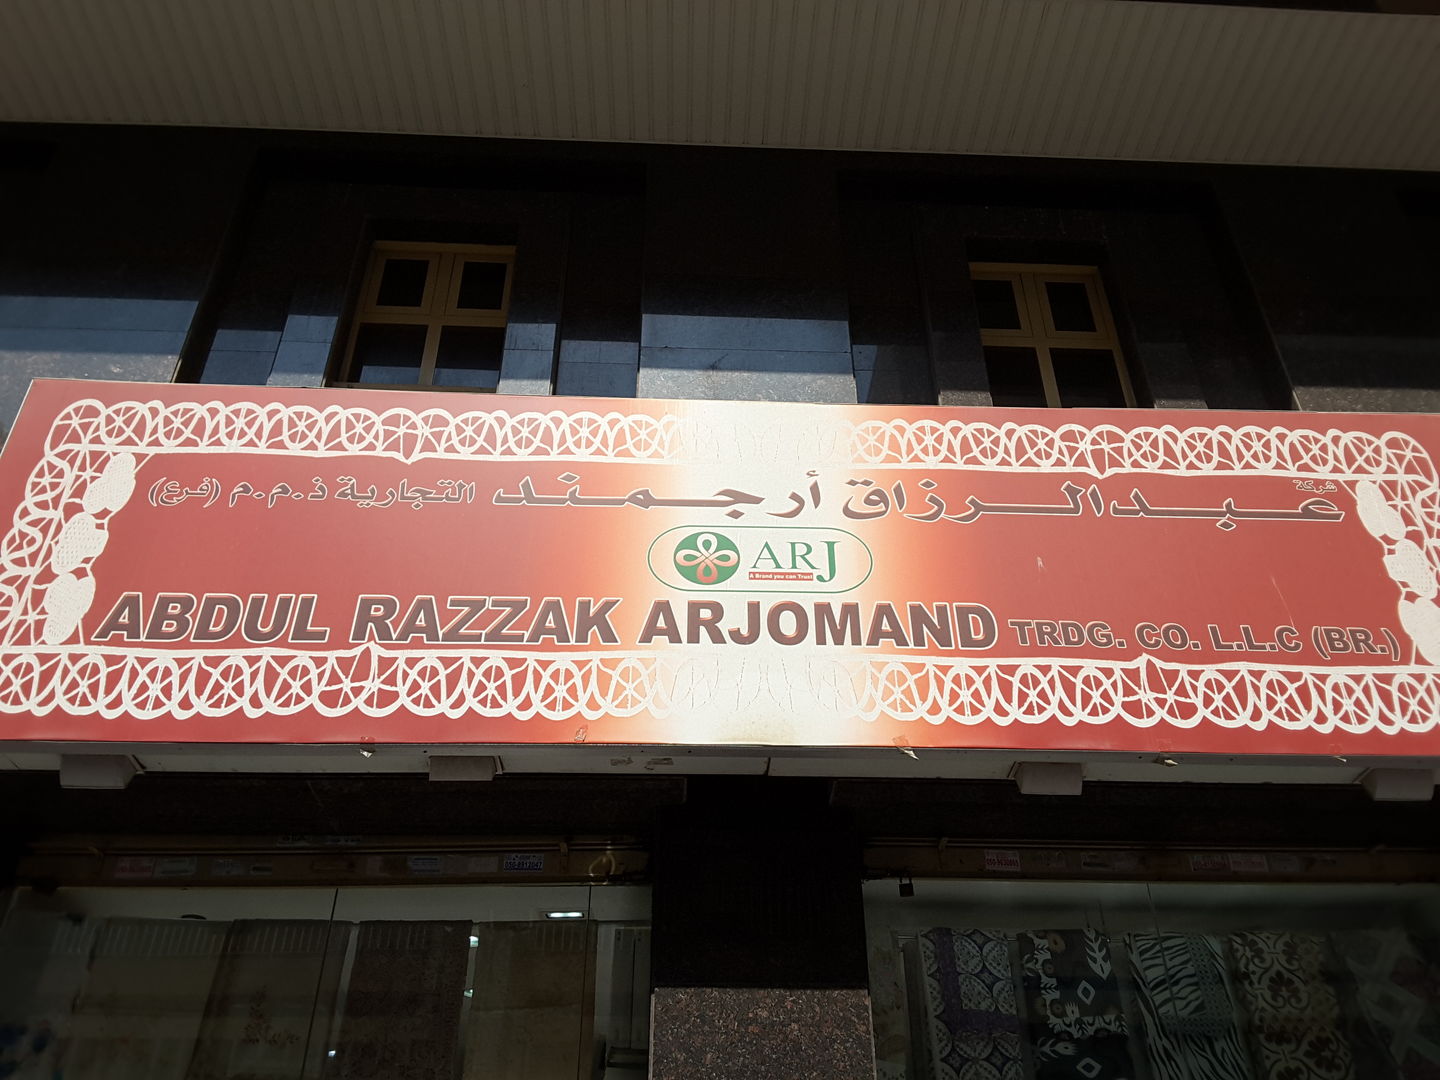 شركة
عبدالرزاق أرجمند التجارية ذ.م.م (فرع)
ARJ
A Brand you can Trust
ABDUL RAZZAK ARJOMAND TRDG. CO. L.L.C (BR.)